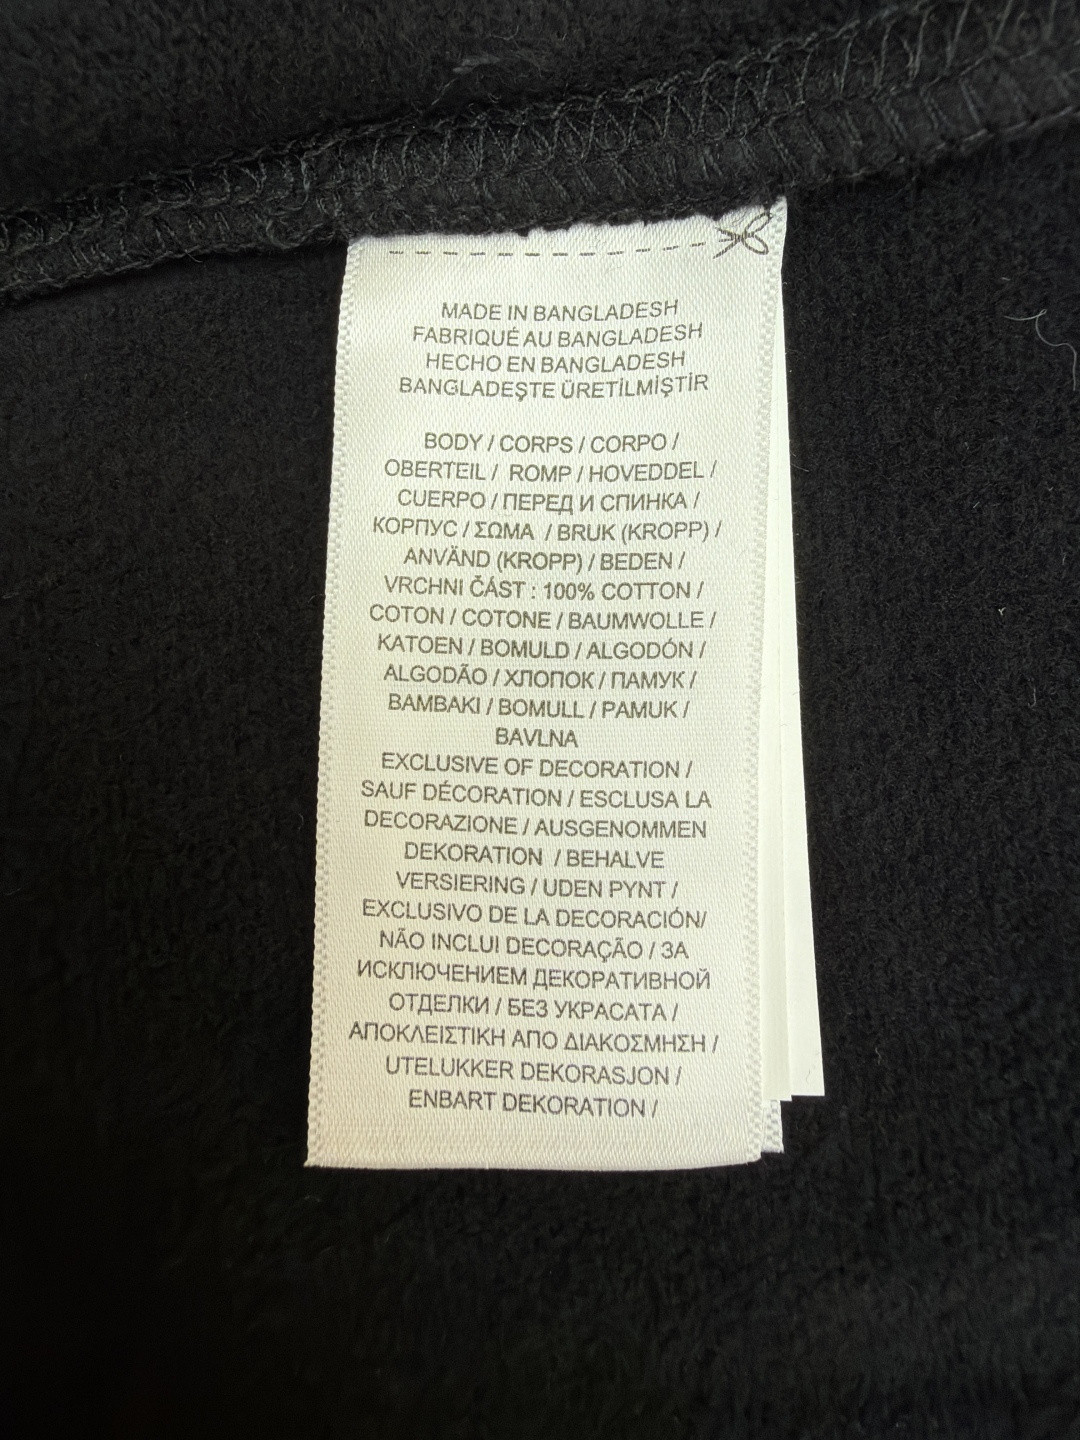 MADE IN BANGLADESH
FABRIQUÉ AU BANGLADESH
HECHO EN BANGLADESH
BANGLADEŞTE ÜRETİLMİŞTİR
BODY / CORPS / CORPO /
OBERTEIL / ROMP / HOVEDDEL /
CUERPO / ПЕРЕД И СПИНКА /
КОРПУС / ΣΩΜΑ / BRUK (KROPP) /
ANVÄND (KROPP) / BEDEN /
VRCHNI ČÁST : 100% COTTON /
COTON / COTONE / BAUMWOLLE /
KATOEN / BOMULD / ALGODÓN /
ALGODÃO / ХЛОПОК / ПАМУК /
BAMBAKI / BOMULL / PAMUK /
BAVLNA
EXCLUSIVE OF DECORATION /
SAUF DÉCORATION / ESCLUSA LA
DECORAZIONE / AUSGENOMMEN
DEKORATION / BEHALVE
VERSIERING / UDEN PYNT /
EXCLUSIVO DE LA DECORACIÓN/
NÃO INCLUI DECORAÇÃO / ЗА
ИСКЛЮЧЕНИЕМ ДЕКОРАТИВНОЙ
ОТДЕЛКИ / БЕЗ УКРАСАТА /
ΑΠΟΚΛΕΙΣΤΙΚΗ ΑΠΟ ΔΙΑΚΟΣΜΗΣΗ /
UTELUKKER DEKORASJON /
ENBART DEKORATION /